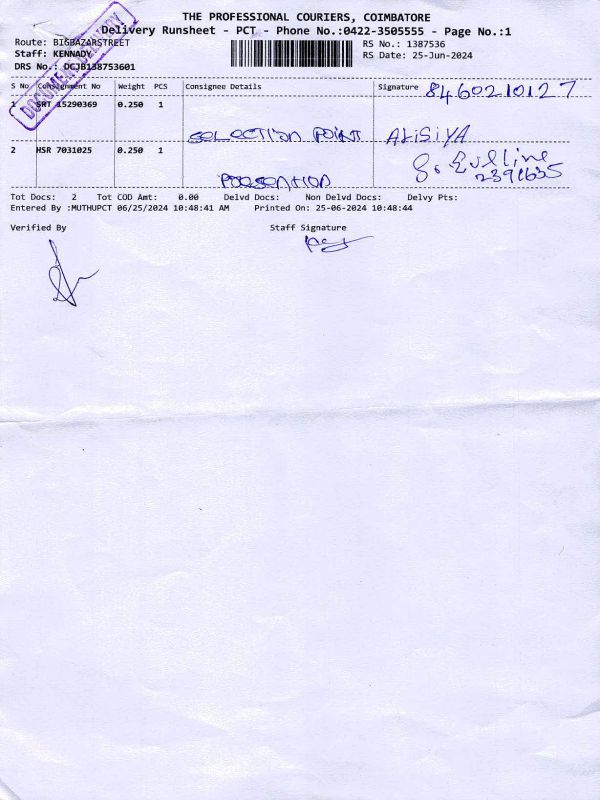 THE PROFESSIONAL COURIERS, COIMBATORE
Delivery Runsheet - PCT - Phone No.:0422-3505555 - Page No.:1
Route: BIGBAZARSTREET
RS No.: 1387536
Staff: KENNADY
RS Date: 25-Jun-2024
DRS No.: DCJB138753601
S No Consignment No Weight PCS Consignee Details Signature 8460210127
1 SRT 15290369 0.250 1
SELECTION POINT ALISIYA
2 HSR 7031025 0.250 1
G. Evlline
2391635
Tot Docs: 2 Tot COD Amt: 0.00 Delvd Docs: Non Delvd Docs: Delvy Pts:
Entered By :MUTHUPCT 06/25/2024 10:48:41 AM Printed On: 25-06-2024 10:48:44
Verified By Staff Signature